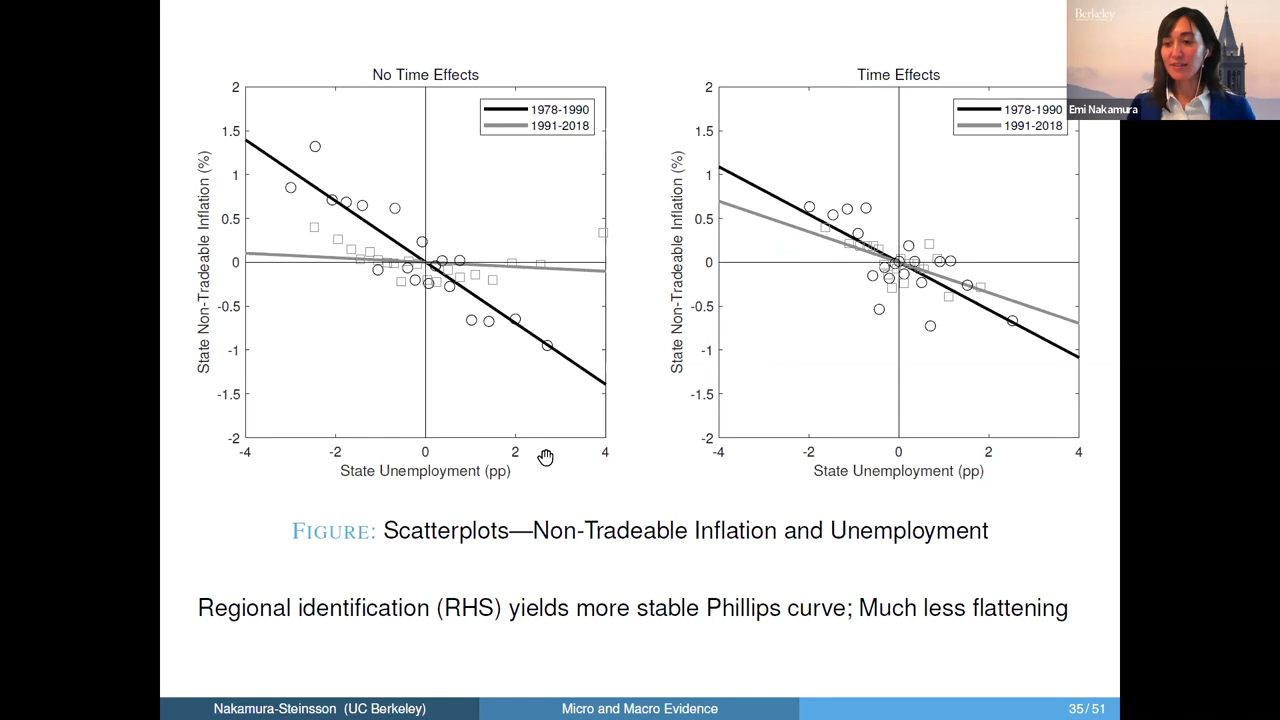 Berkeley
Emi Nakamura
No Time Effects
1978-1990
1991-2018
2
1.5
1
0.5
0
-0.5
-1
-1.5
-2
State Non-Tradeable Inflation (%)
-4
-2
0
2
4
State Unemployment (pp)
Time Effects
1978-1990
1991-2018
2
1.5
1
0.5
0
-0.5
-1
-1.5
-2
State Non-Tradeable Inflation (%)
-4
-2
0
2
4
State Unemployment (pp)
FIGURE: Scatterplots—Non-Tradeable Inflation and Unemployment
Regional identification (RHS) yields more stable Phillips curve; Much less flattening
Nakamura-Steinsson (UC Berkeley)
Micro and Macro Evidence
35 / 51